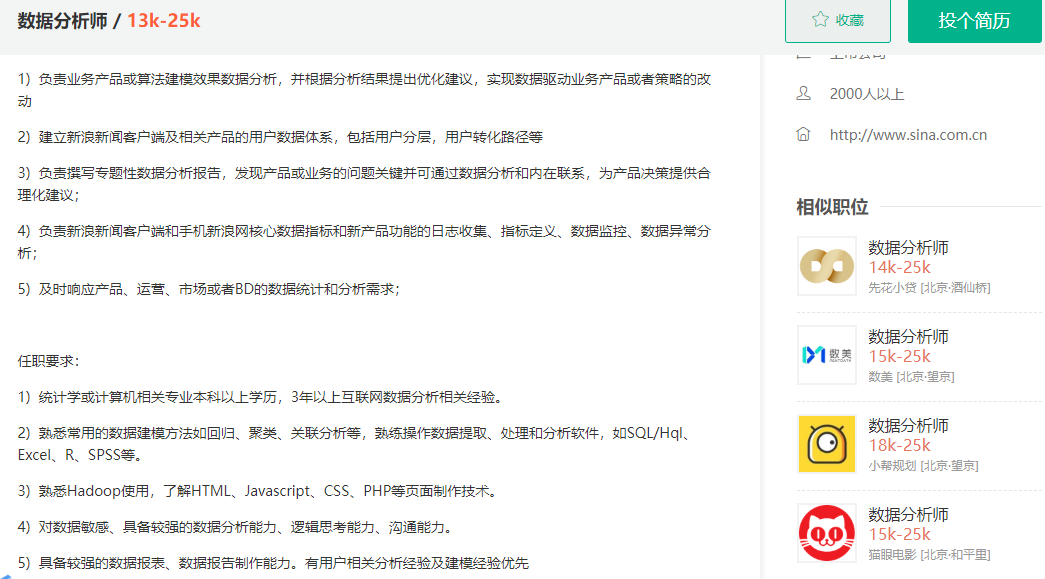 数据分析师 / 13k-25k
收藏
投个简历
1）负责业务产品或算法建模效果数据分析，并根据分析结果提出优化建议，实现数据驱动业务产品或者策略的改
动
2）建立新浪新闻客户端及相关产品的用户数据体系，包括用户分层，用户转化路径等
3）负责撰写专题性数据分析报告，发现产品或业务的问题关键并可通过数据分析和内在联系，为产品决策提供合
理化建议；
4）负责新浪新闻客户端和手机新浪网核心数据指标和新产品功能的日志收集、指标定义、数据监控、数据异常分
析；
5）及时响应产品、运营、市场或者BD的数据统计和分析需求；
任职要求：
1）统计学或计算机相关专业本科以上学历，3年以上互联网数据分析相关经验。
2）熟悉常用的数据建模方法如回归、聚类、关联分析等，熟练操作数据提取、处理和分析软件，如SQL/Hql、
Excel、R、SPSS等。
3）熟悉Hadoop使用，了解HTML、Javascript、CSS、PHP等页面制作技术。
4）对数据敏感、具备较强的数据分析能力、逻辑思考能力、沟通能力。
5）具备较强的数据报表、数据报告制作能力。有用户相关分析经验及建模经验优先
上市公司
2000人以上
http://www.sina.com.cn
相似职位
数据分析师
14k-25k
先花小贷 [北京·酒仙桥]
数美
数据分析师
15k-25k
数美 [北京·望京]
数据分析师
18k-25k
小帮规划 [北京·望京]
数据分析师
15k-25k
猫眼电影 [北京·和平里]